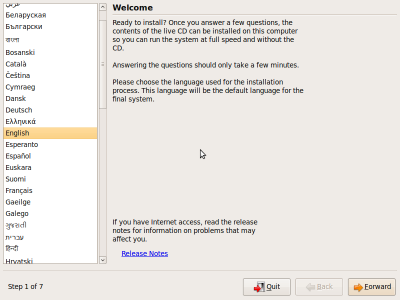 Welcome
عربي
Беларуская
Български
বাংলা
Bosanski
Català
Čeština
Cymraeg
Dansk
Deutsch
Ελληνικά
English
Esperanto
Español
Euskara
Suomi
Français
Gaeilge
Galego
ગુજરાતી
עברית
हिन्दी
Hrvatski
Ready to install? Once you answer a few questions, the
contents of the live CD can be installed on this computer
so you can run the system at full speed and without the
CD.
Answering the questions should only take a few minutes.
Please choose the language used for the installation
process. This language will be the default language for the
final system.
If you have Internet access, read the release
notes for information on problems that may
affect you.
Release Notes
Step 1 of 7
Quit
Back
Forward